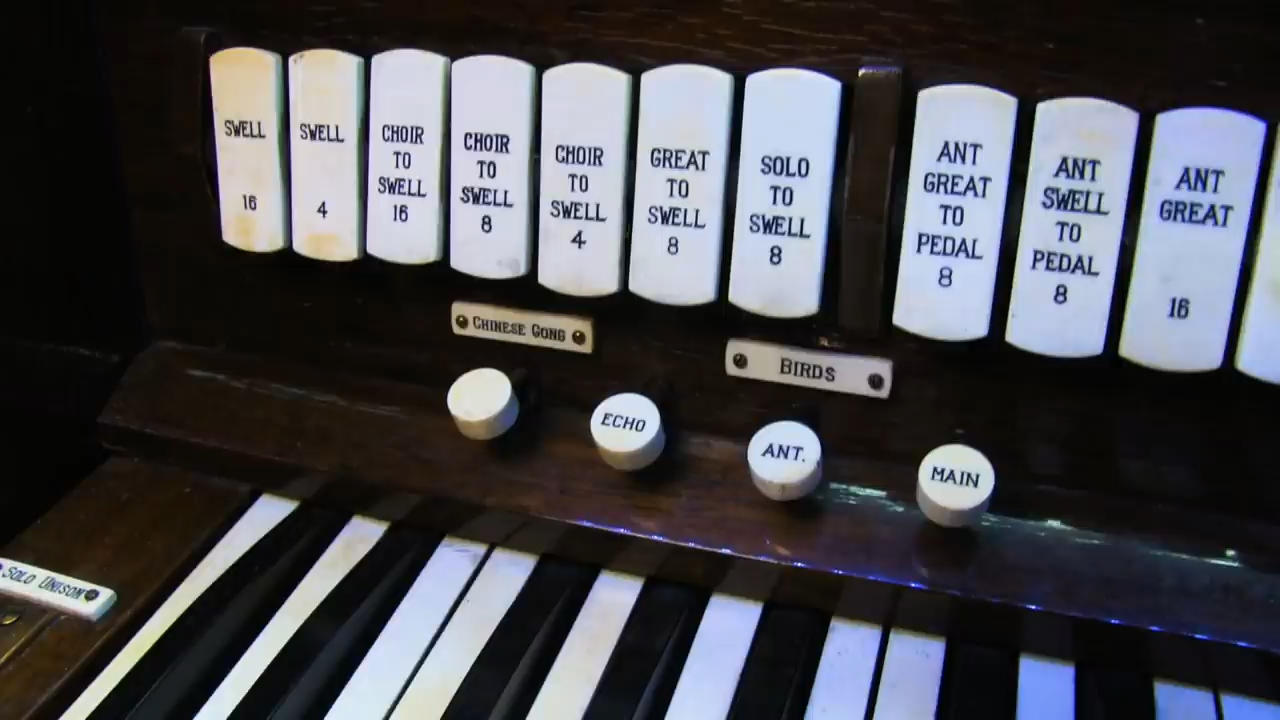 SWELL
16
SWELL
4
CHOIR
TO
SWELL
16
CHOIR
TO
SWELL
8
CHOIR
TO
SWELL
4
GREAT
TO
SWELL
8
SOLO
TO
SWELL
8
ANT
GREAT
TO
PEDAL
8
ANT
SWELL
TO
PEDAL
8
ANT
GREAT
16
CHINESE GONG
BIRDS
ECHO
ANT.
MAIN
SOLO UNISON